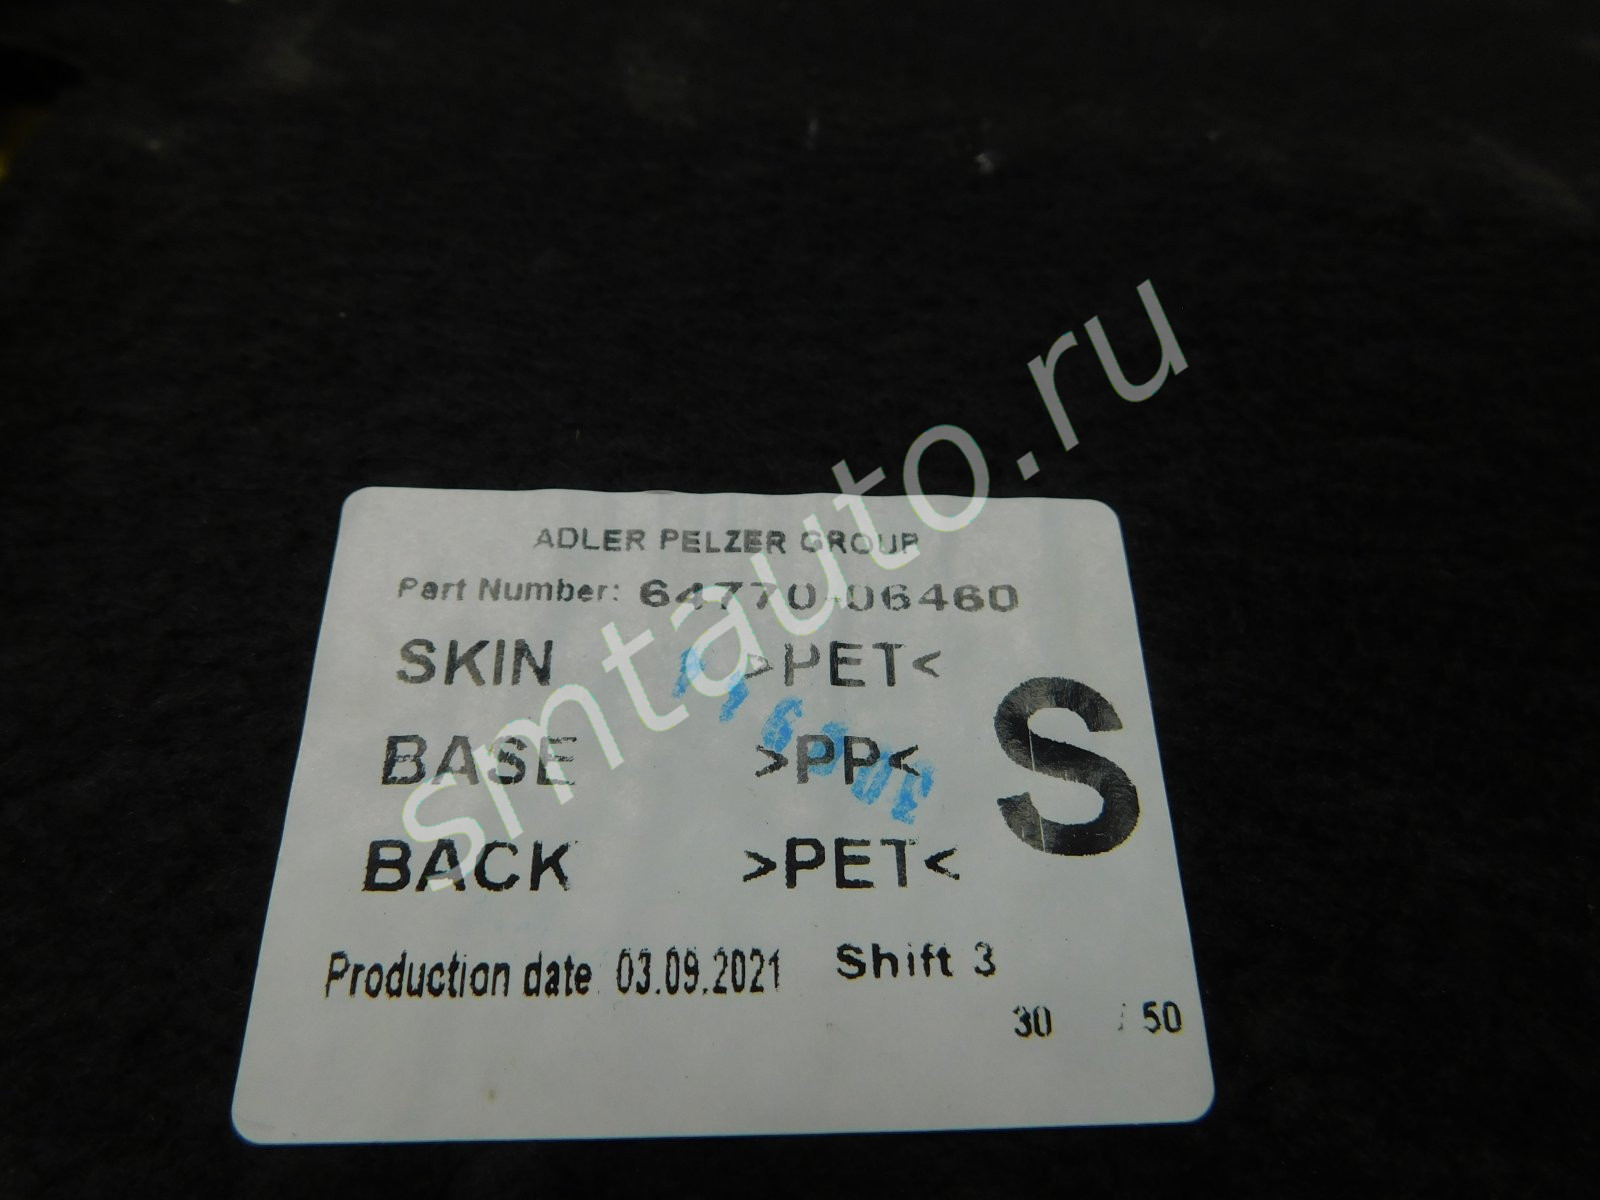 ADLER PELZER GROUP
Part Number: 64770-06460
SKIN >PET<
BASE >PP<
S
BACK >PET<
Production date 03.09.2021 Shift 3
30 / 50
smtauto.ru